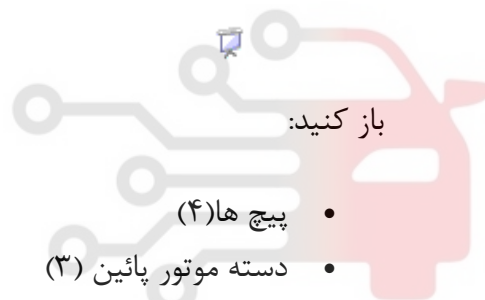 باز کنید:
• پیچ ها(۴)
• دسته موتور پائین (۳)